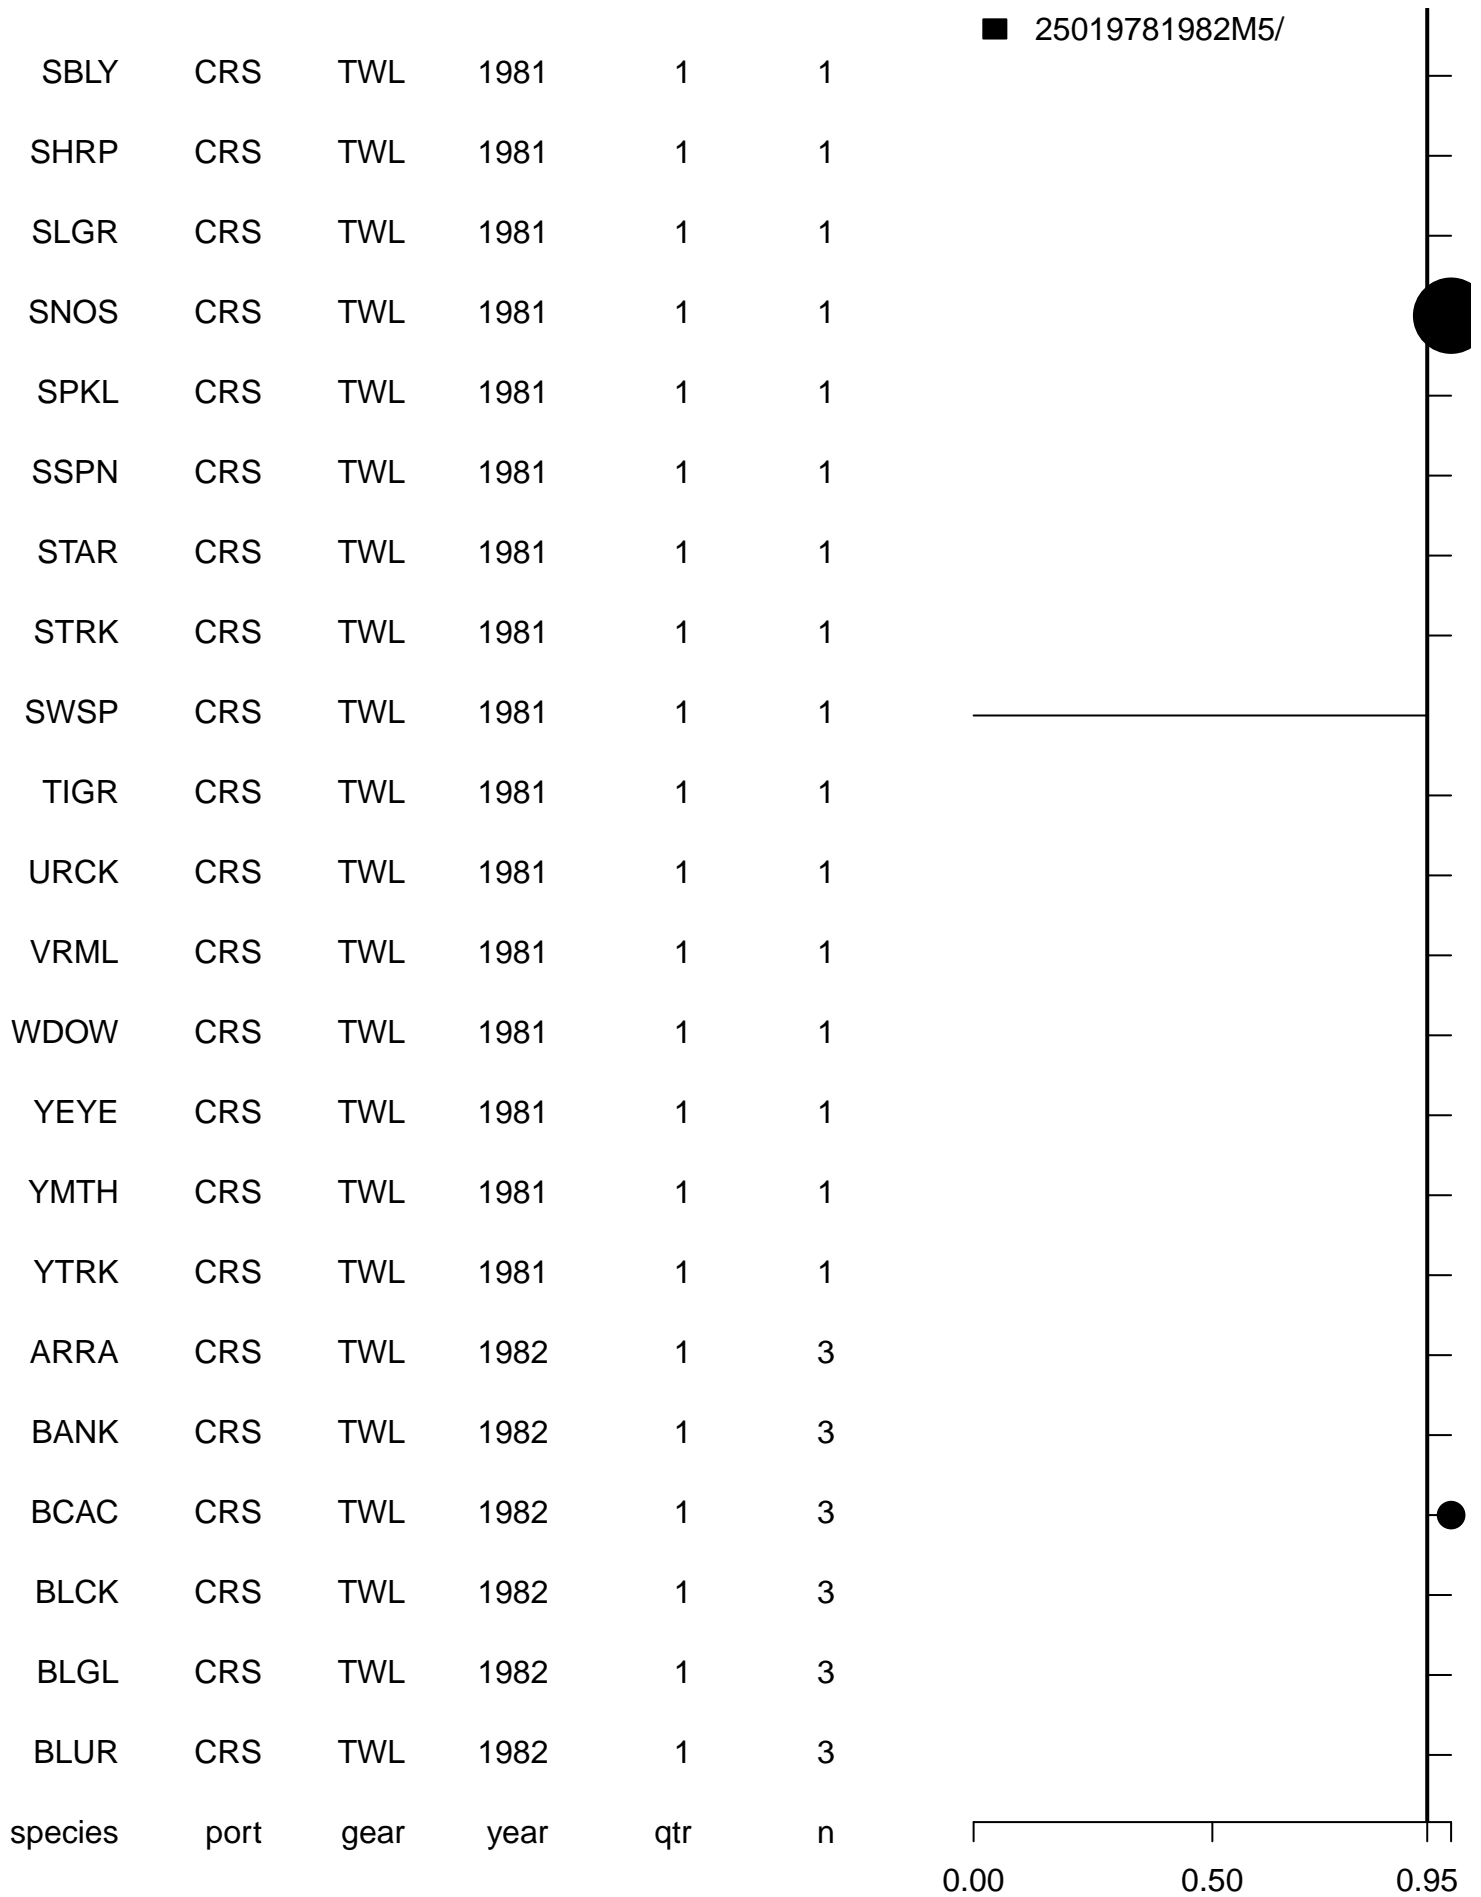 25019781982M5/
SBLY CRS TWL 1981 1 1
SHRP CRS TWL 1981 1 1
SLGR CRS TWL 1981 1 1
SNOS CRS TWL 1981 1 1
SPKL CRS TWL 1981 1 1
SSPN CRS TWL 1981 1 1
STAR CRS TWL 1981 1 1
STRK CRS TWL 1981 1 1
SWSP CRS TWL 1981 1 1
TIGR CRS TWL 1981 1 1
URCK CRS TWL 1981 1 1
VRML CRS TWL 1981 1 1
WDOW CRS TWL 1981 1 1
YEYE CRS TWL 1981 1 1
YMTH CRS TWL 1981 1 1
YTRK CRS TWL 1981 1 1
ARRA CRS TWL 1982 1 3
BANK CRS TWL 1982 1 3
BCAC CRS TWL 1982 1 3
BLCK CRS TWL 1982 1 3
BLGL CRS TWL 1982 1 3
BLUR CRS TWL 1982 1 3
species port gear year qtr n
0.00 0.50 0.95